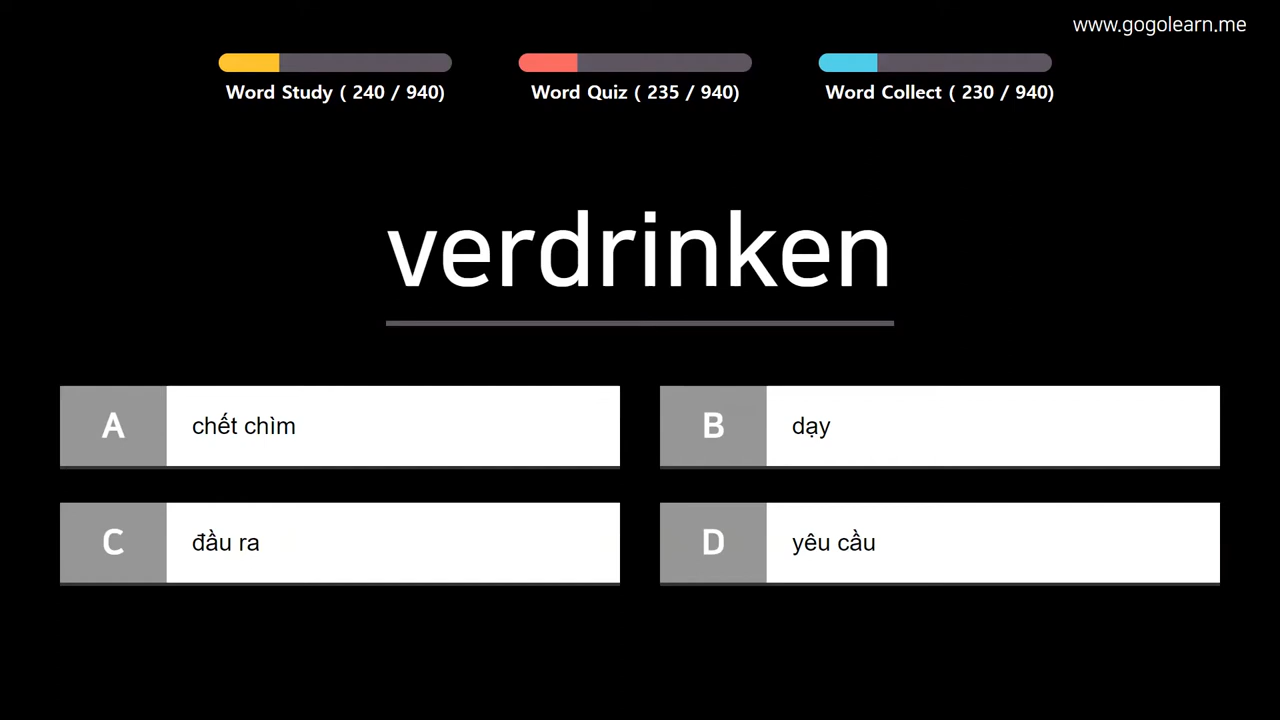 www.gogolearn.me
Word Study ( 240 / 940)
Word Quiz ( 235 / 940)
Word Collect ( 230 / 940)
verdrinken
A chết chìm
B dạy
C đầu ra
D yêu cầu